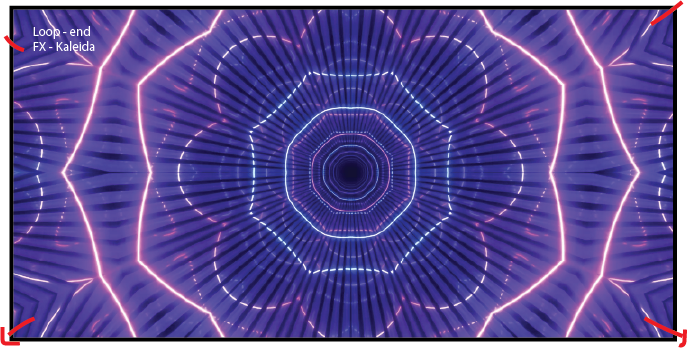 Loop - end
FX - Kaleida